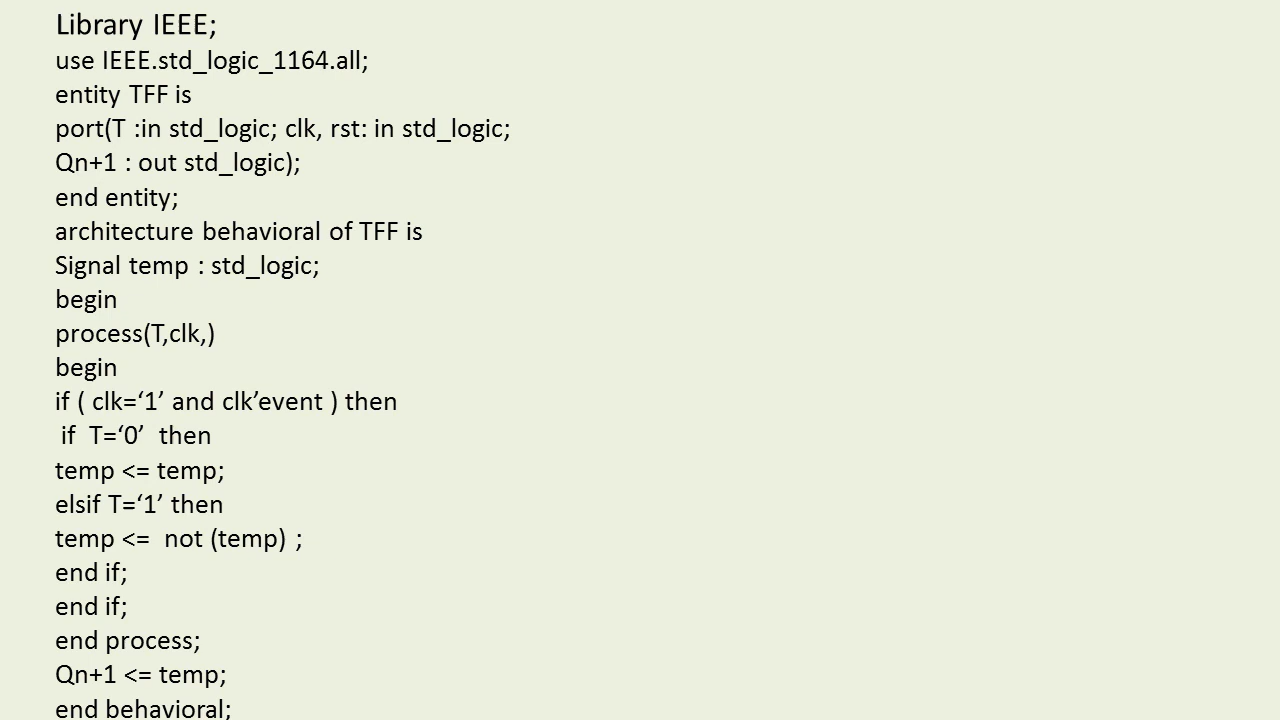 Library IEEE;
use IEEE.std_logic_1164.all;
entity TFF is
port(T :in std_logic; clk, rst: in std_logic;
Qn+1 : out std_logic);
end entity;
architecture behavioral of TFF is
Signal temp : std_logic;
begin
process(T,clk,)
begin
if ( clk=‘1’ and clk’event ) then
if T=‘0’ then
temp <= temp;
elsif T=‘1’ then
temp <= not (temp) ;
end if;
end if;
end process;
Qn+1 <= temp;
end behavioral;